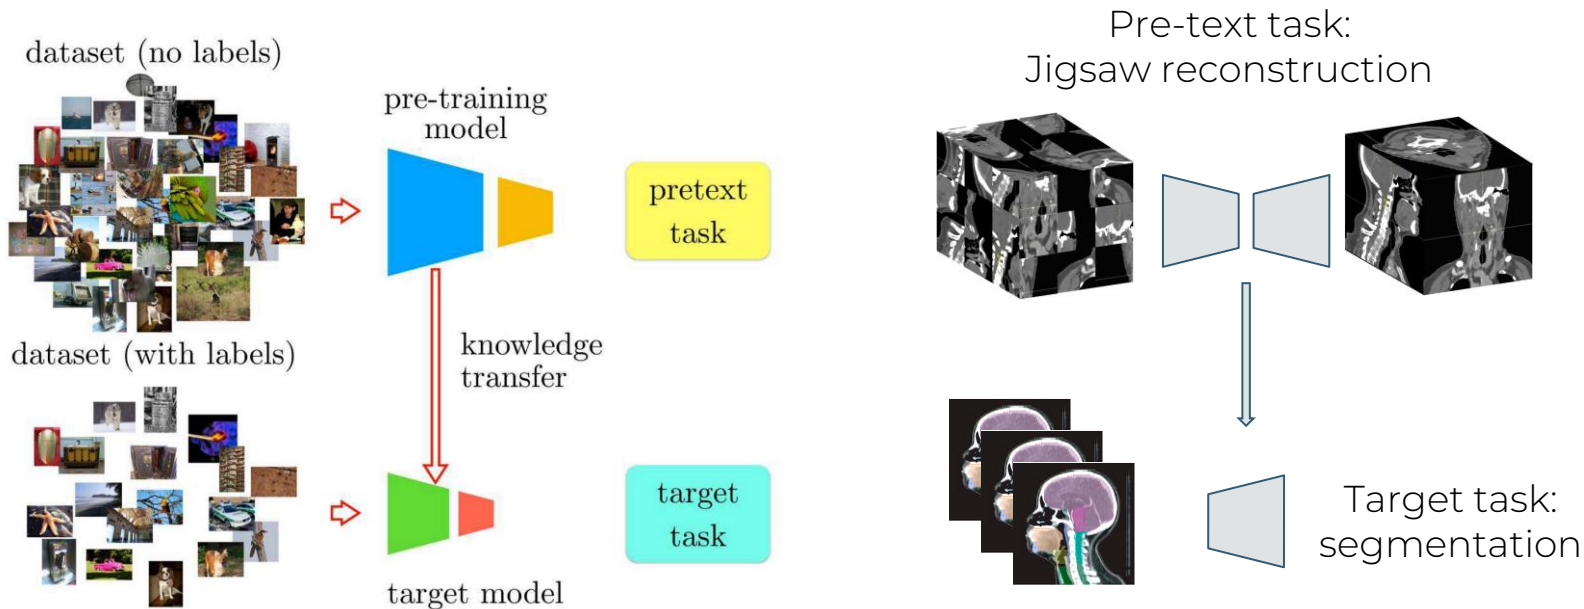 dataset (no labels)
pre-training
model
pretext
task
knowledge
transfer
dataset (with labels)
target
task
target model
Pre-text task:
Jigsaw reconstruction
Target task:
segmentation